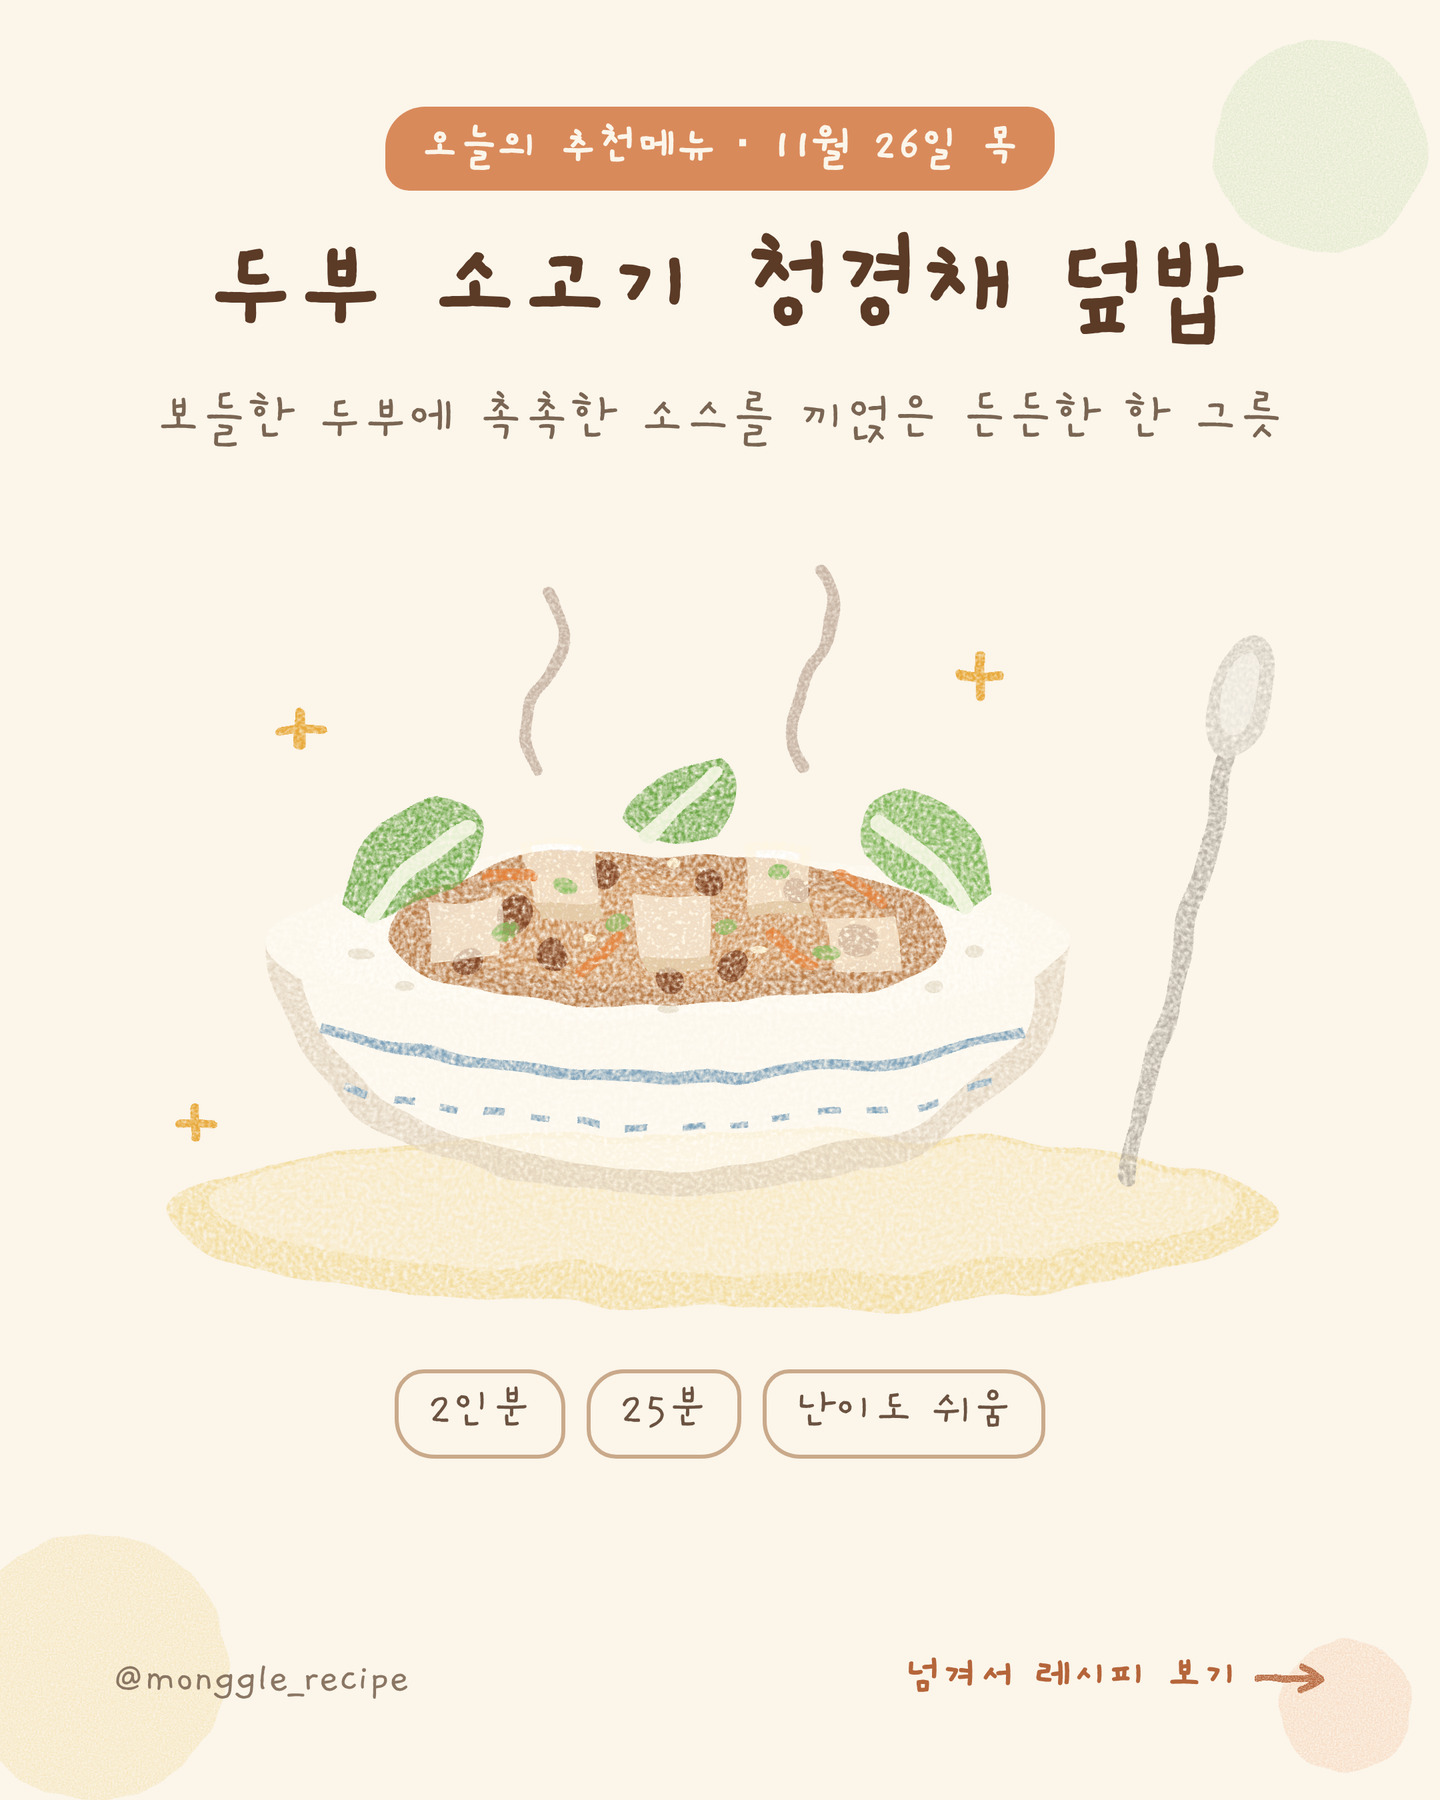 오늘의 추천메뉴 · 11월 26일 목
두부 소고기 청경채 덮밥
보들한 두부에 촉촉한 소스를 끼얹은 든든한 한 그릇
2인분
25분
난이도 쉬움
@monggle_recipe
넘겨서 레시피 보기 →